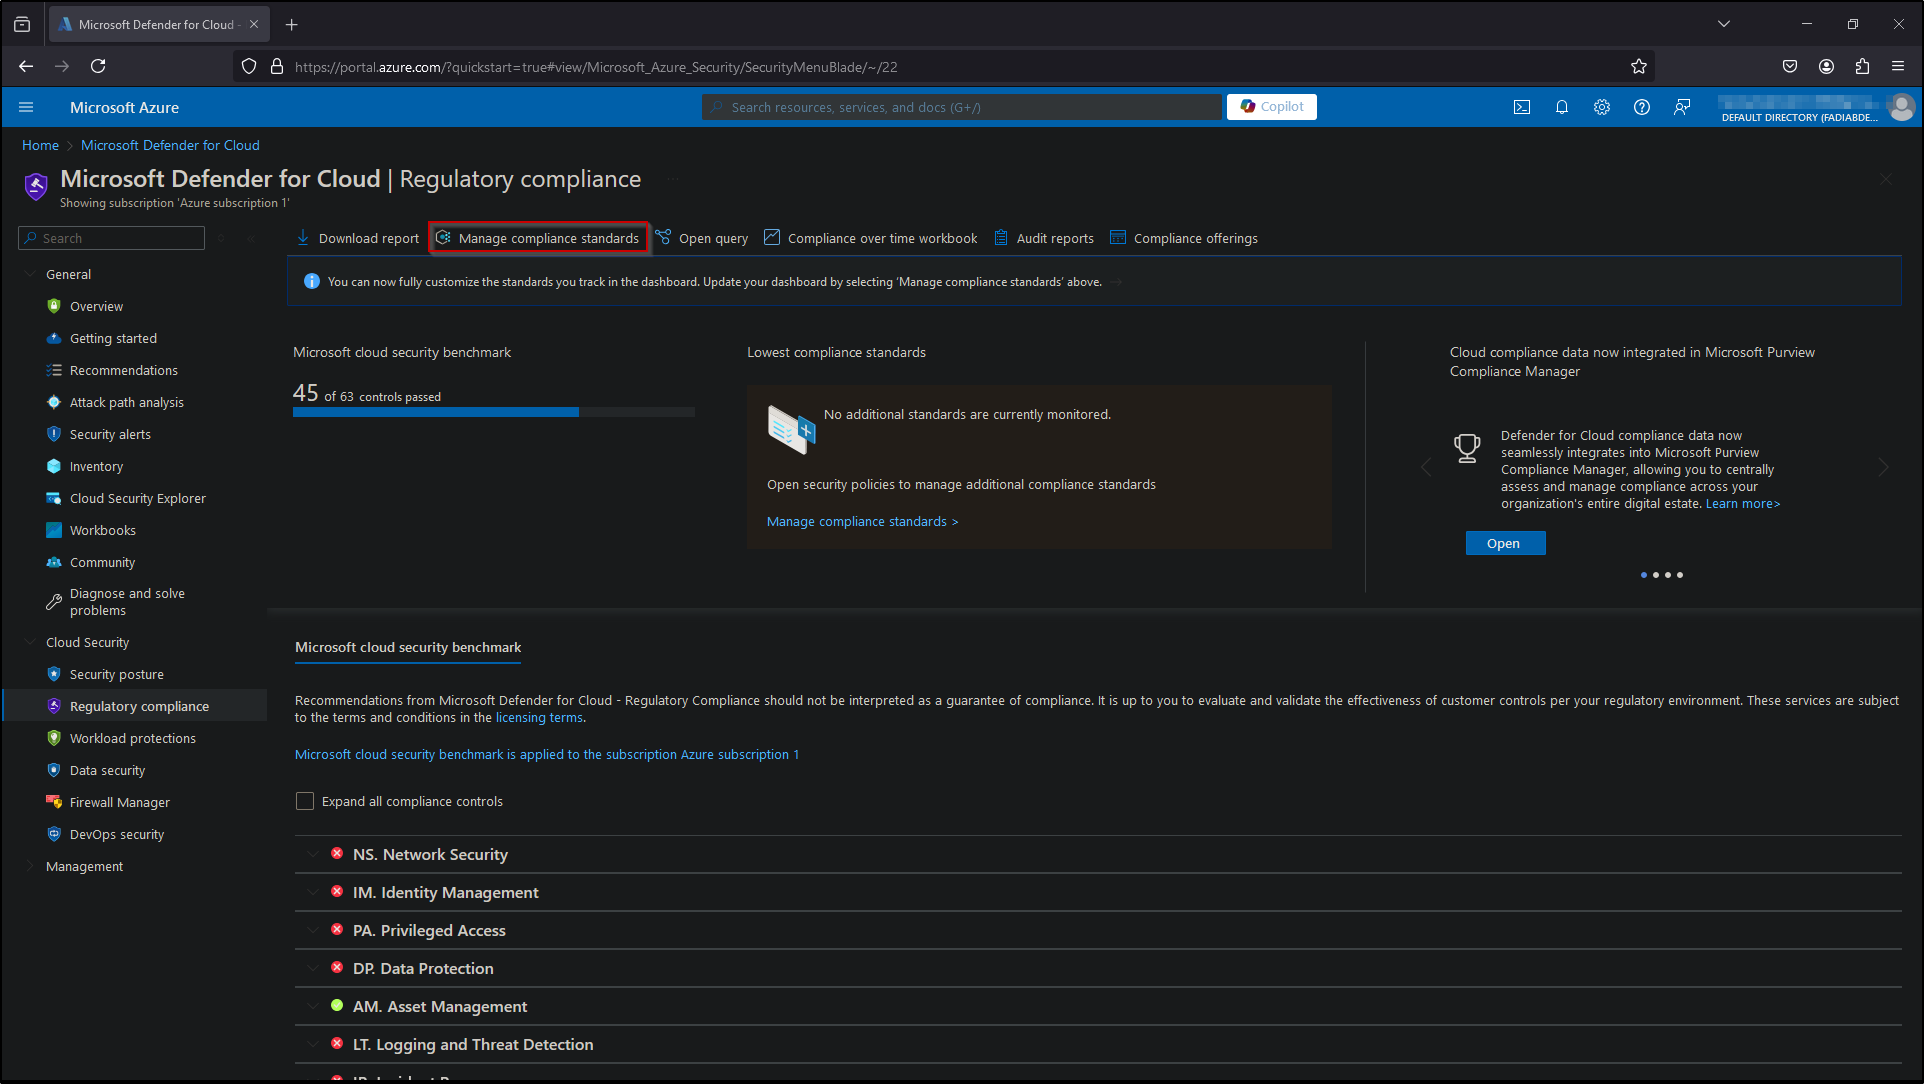 Microsoft Defender for Cloud -
https://portal.azure.com/?quickstart=true#view/Microsoft_Azure_Security/SecurityMenuBlade/~/22
Microsoft Azure
Search resources, services, and docs (G+/)
Copilot
DEFAULT DIRECTORY (FADIABDE...
Home > Microsoft Defender for Cloud
Microsoft Defender for Cloud | Regulatory compliance ...
Showing subscription 'Azure subscription 1'
Search
Download report
Manage compliance standards
Open query
Compliance over time workbook
Audit reports
Compliance offerings
You can now fully customize the standards you track in the dashboard. Update your dashboard by selecting 'Manage compliance standards' above.
General
Overview
Getting started
Recommendations
Attack path analysis
Security alerts
Inventory
Cloud Security Explorer
Workbooks
Community
Diagnose and solve
problems
Cloud Security
Security posture
Regulatory compliance
Workload protections
Data security
Firewall Manager
DevOps security
Management
Microsoft cloud security benchmark
45 of 63 controls passed
Lowest compliance standards
No additional standards are currently monitored.
Open security policies to manage additional compliance standards
Manage compliance standards >
Cloud compliance data now integrated in Microsoft Purview
Compliance Manager
Defender for Cloud compliance data now
seamlessly integrates into Microsoft Purview
Compliance Manager, allowing you to centrally
assess and manage compliance across your
organization's entire digital estate. Learn more>
Open
Microsoft cloud security benchmark
Recommendations from Microsoft Defender for Cloud - Regulatory Compliance should not be interpreted as a guarantee of compliance. It is up to you to evaluate and validate the effectiveness of customer controls per your regulatory environment. These services are subject
to the terms and conditions in the licensing terms.
Microsoft cloud security benchmark is applied to the subscription Azure subscription 1
Expand all compliance controls
NS. Network Security
IM. Identity Management
PA. Privileged Access
DP. Data Protection
AM. Asset Management
LT. Logging and Threat Detection